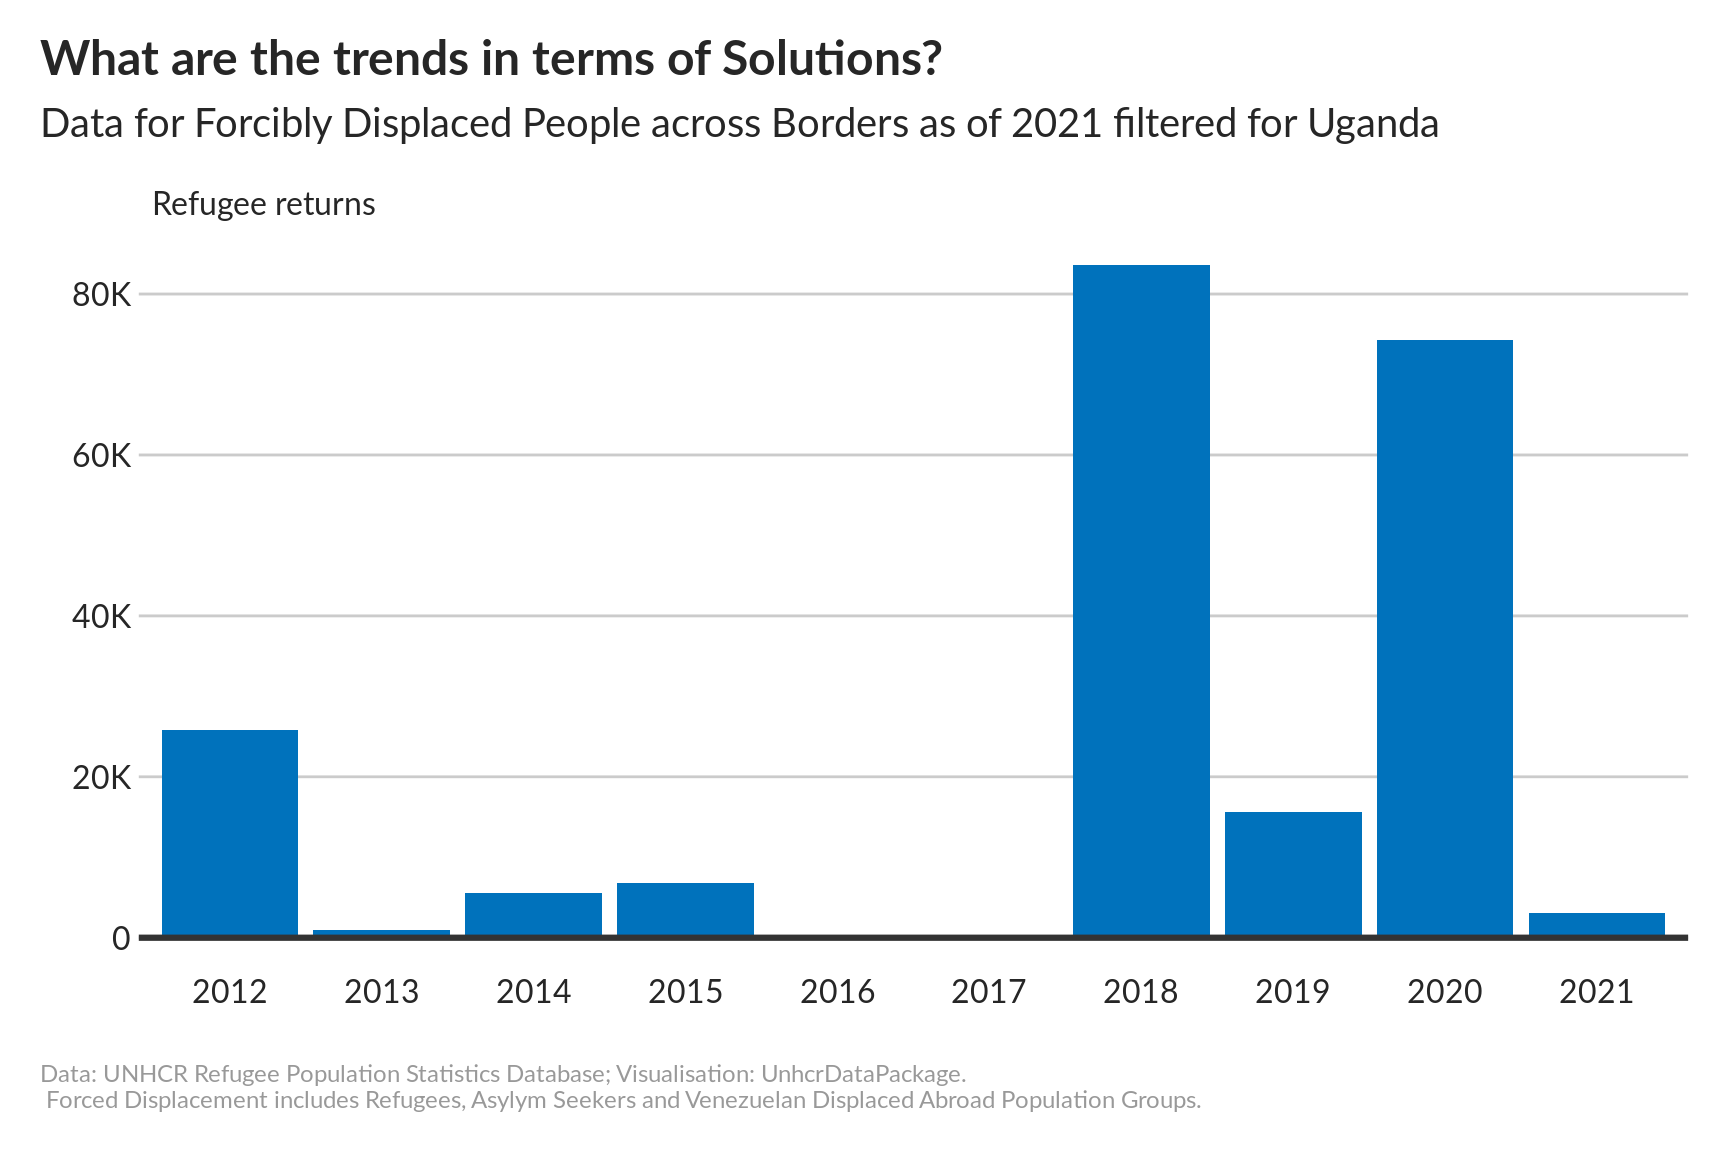 What are the trends in terms of Solutions?
Data for Forcibly Displaced People across Borders as of 2021 filtered for Uganda
Refugee returns
80K
60K
40K
20K
0
2012 2013 2014 2015 2016 2017 2018 2019 2020 2021
Data: UNHCR Refugee Population Statistics Database; Visualisation: UnhcrDataPackage.
Forced Displacement includes Refugees, Asylym Seekers and Venezuelan Displaced Abroad Population Groups.